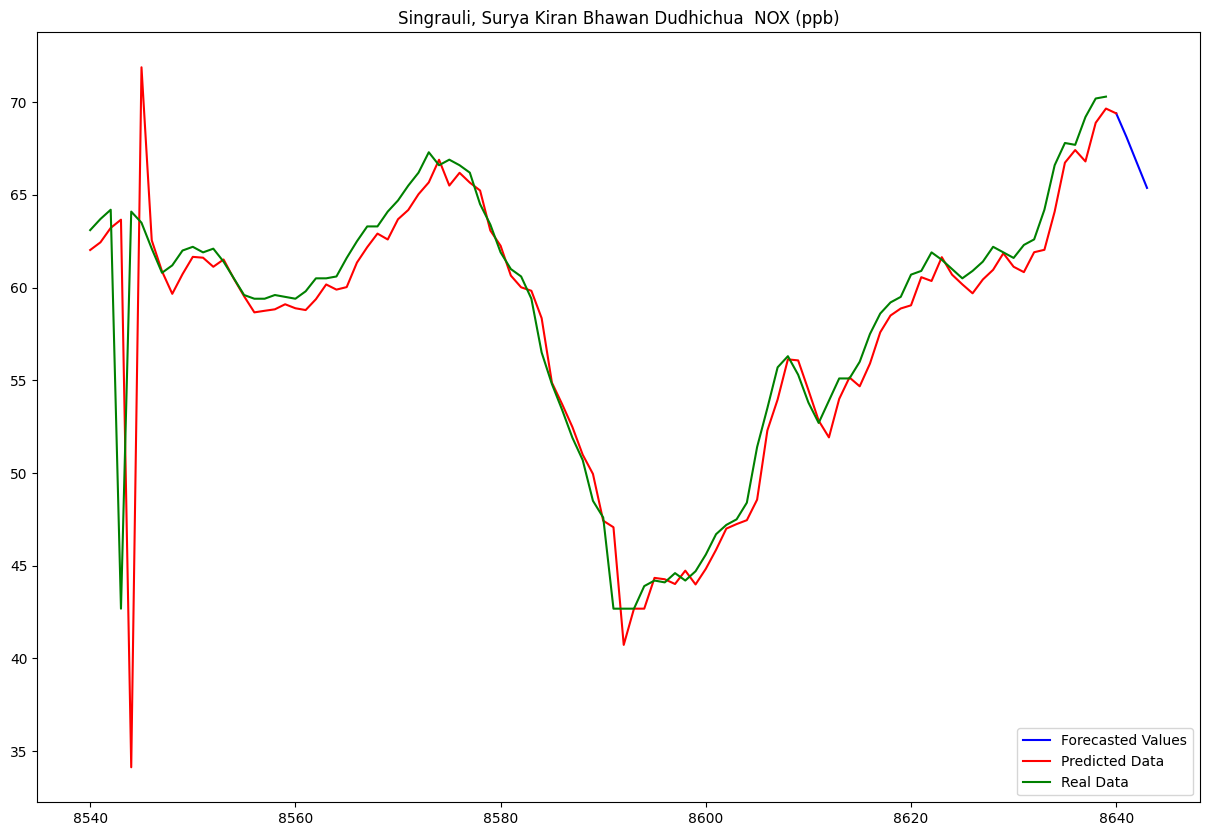 Singrauli, Surya Kiran Bhawan Dudhichua  NOX (ppb)
70
65
60
55
50
45
40
35
8540 8560 8580 8600 8620 8640
Forecasted Values
Predicted Data
Real Data